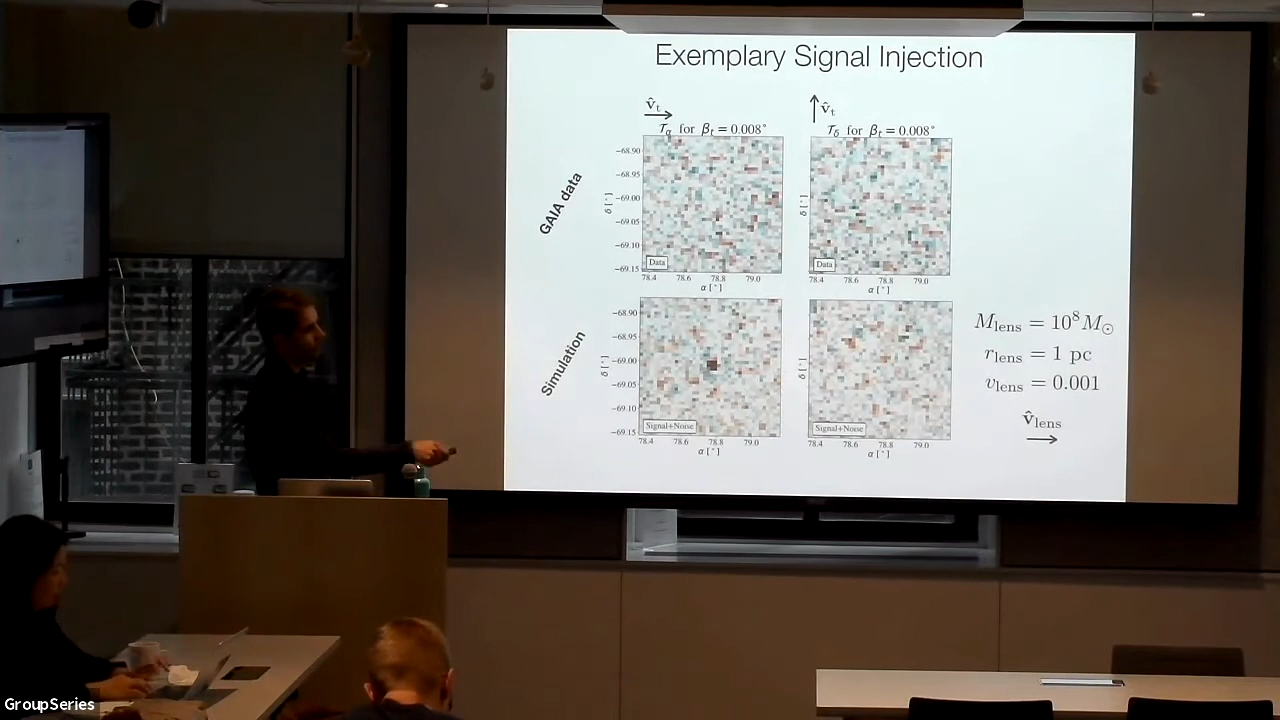 Exemplary Signal Injection
v̂t
v̂t
𝒯α for βt = 0.008°
𝒯δ for βt = 0.008°
GAIA data
−68.90
−68.95
−69.00
−69.05
−69.10
−69.15
δ [°]
δ [°]
Data
Data
78.4 78.6 78.8 79.0
78.4 78.6 78.8 79.0
α [°]
α [°]
Simulation
−68.90
−68.95
−69.00
−69.05
−69.10
−69.15
δ [°]
δ [°]
Signal+Noise
Signal+Noise
78.4 78.6 78.8 79.0
78.4 78.6 78.8 79.0
α [°]
α [°]
Mlens = 10⁸M⊙
rlens = 1 pc
vlens = 0.001
v̂lens
GroupSeries